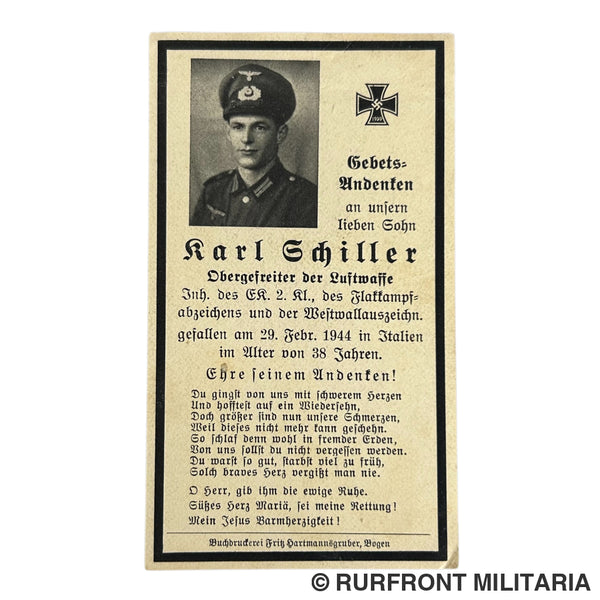 Gebets-
Andenken
an unsern
lieben Sohn
Karl Schiller
Obergefreiter der Luftwaffe
Inh. des EK. 2. Kl., des Flakkampf-
abzeichens und der Westwallauszeichn.
gefallen am 29. Febr. 1944 in Italien
im Alter von 38 Jahren.
Ehre seinem Andenken!
Du gingst von uns mit schwerem Herzen
Und hofftest auf ein Wiedersehn,
Doch größer sind nun unsre Schmerzen,
Weil dieses nicht mehr kann geschehn.
So schlaf denn wohl in fremder Erden,
Von uns sollst du nicht vergessen werden.
Du warst so gut, starbst viel zu früh,
Solch braves Herz vergißt man nie.
O Herr, gib ihm die ewige Ruhe.
Süßes Herz Mariä, sei meine Rettung!
Mein Jesus Barmherzigkeit!
Buchdruckerei Fritz Hartmannsgruber, Bogen
© RURFRONT MILITARIA